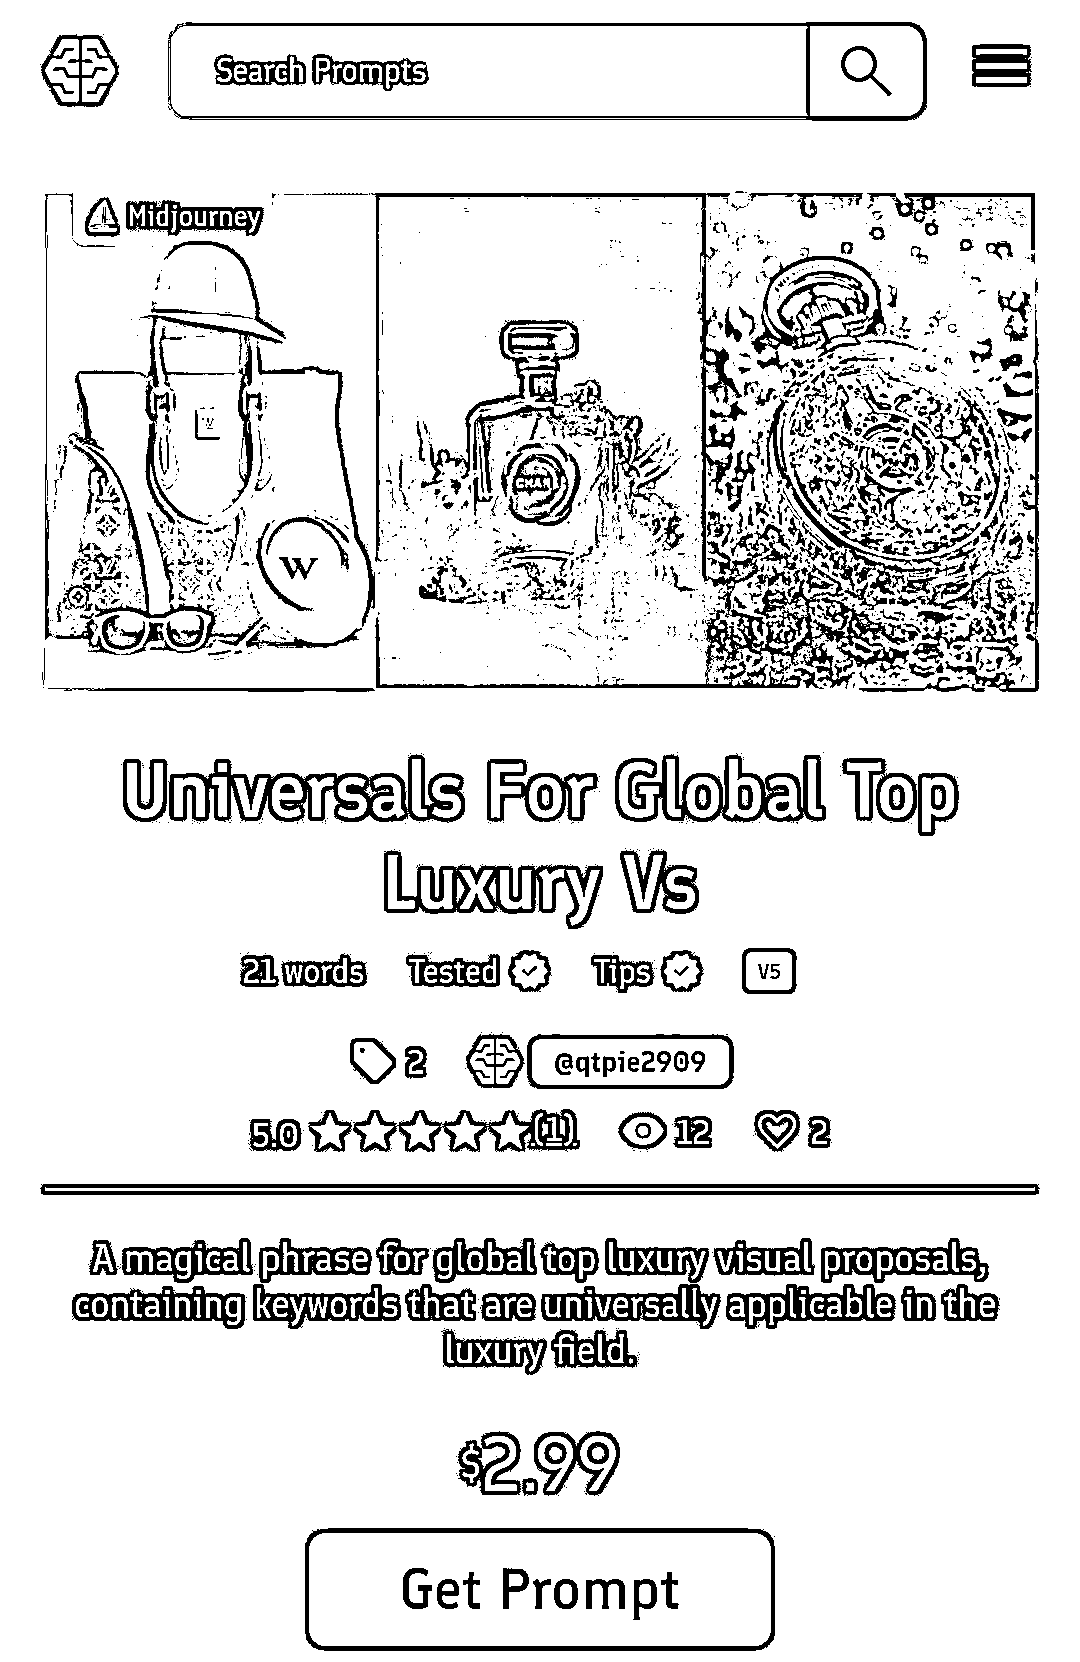 Search Prompts
Midjourney
W
W
Universals For Global Top
Luxury Vs
21 words Tested Tips V5
2 @qtpie2909
5.0 (1) 12 2
A magical phrase for global top luxury visual proposals,
containing keywords that are universally applicable in the
luxury field.
$2.99
Get Prompt